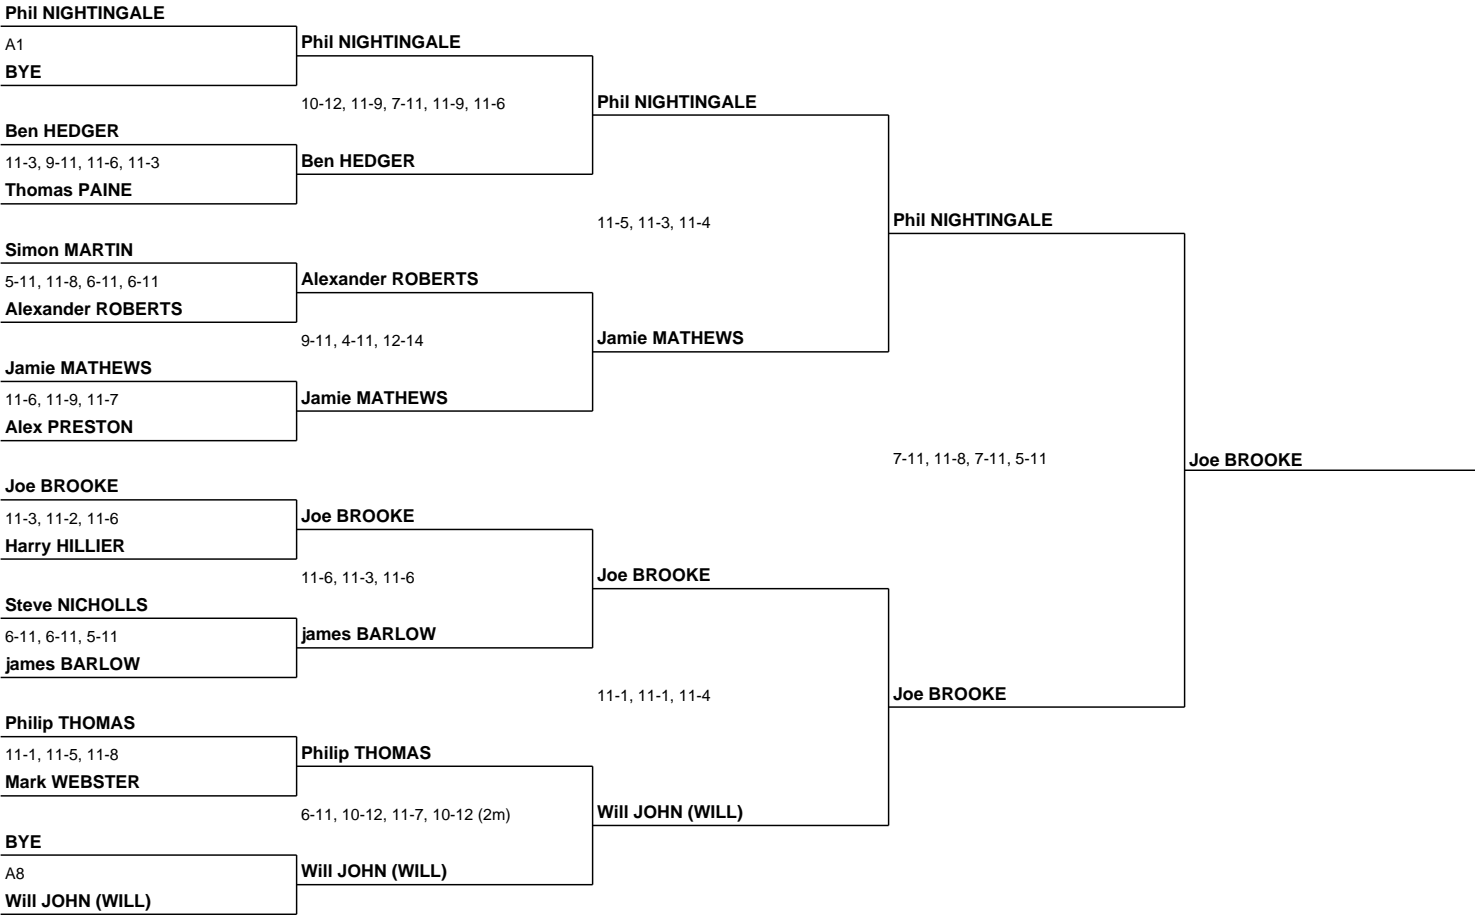 Phil NIGHTINGALE
A1
BYE
Ben HEDGER
11-3, 9-11, 11-6, 11-3
Thomas PAINE
Simon MARTIN
5-11, 11-8, 6-11, 6-11
Alexander ROBERTS
Jamie MATHEWS
11-6, 11-9, 11-7
Alex PRESTON
Joe BROOKE
11-3, 11-2, 11-6
Harry HILLIER
Steve NICHOLLS
6-11, 6-11, 5-11
james BARLOW
Philip THOMAS
11-1, 11-5, 11-8
Mark WEBSTER
BYE
A8
Will JOHN (WILL)
Phil NIGHTINGALE
10-12, 11-9, 7-11, 11-9, 11-6
Ben HEDGER
Alexander ROBERTS
9-11, 4-11, 12-14
Jamie MATHEWS
Joe BROOKE
11-6, 11-3, 11-6
james BARLOW
Philip THOMAS
6-11, 10-12, 11-7, 10-12 (2m)
Will JOHN (WILL)
Phil NIGHTINGALE
11-5, 11-3, 11-4
Jamie MATHEWS
Joe BROOKE
11-1, 11-1, 11-4
Will JOHN (WILL)
Phil NIGHTINGALE
7-11, 11-8, 7-11, 5-11
Joe BROOKE
Joe BROOKE